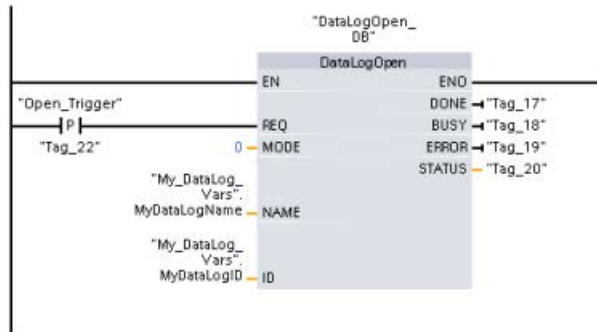 "DataLogOpen_
DB"
DataLogOpen
EN
ENO
"Open_Trigger"
DONE
"Tag_17"
P
REQ
BUSY
"Tag_18"
"Tag_22"
0
MODE
ERROR
"Tag_19"
STATUS
"Tag_20"
"My_DataLog_
Vars".
MyDataLogName
NAME
"My_DataLog_
Vars".
MyDataLogID
ID